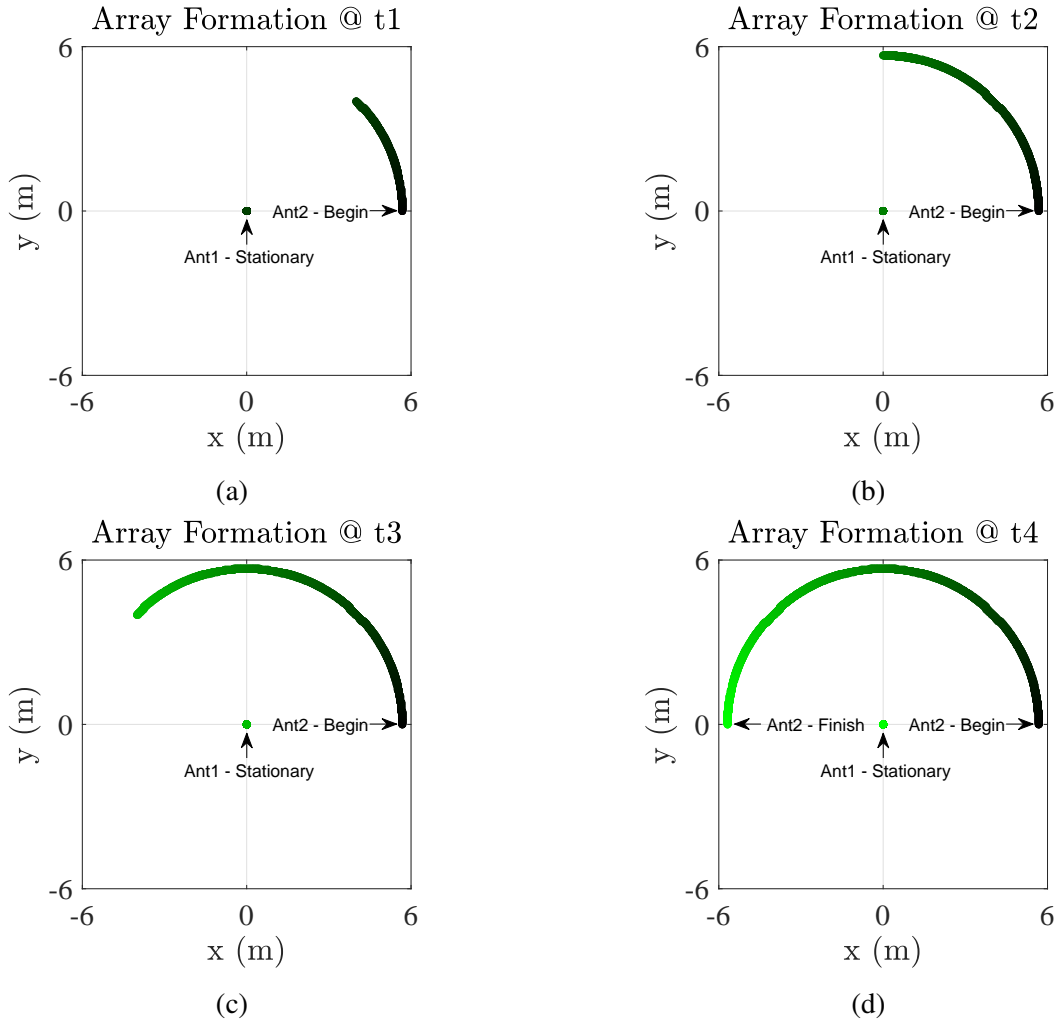 Array Formation @ t1
6
y (m)
0
Ant2 - Begin
Ant1 - Stationary
-6
-6 0 6
x (m)
(a)
Array Formation @ t2
6
y (m)
0
Ant2 - Begin
Ant1 - Stationary
-6
-6 0 6
x (m)
(b)
Array Formation @ t3
6
y (m)
0
Ant2 - Begin
Ant1 - Stationary
-6
-6 0 6
x (m)
(c)
Array Formation @ t4
6
y (m)
0
Ant2 - Finish Ant2 - Begin
Ant1 - Stationary
-6
-6 0 6
x (m)
(d)